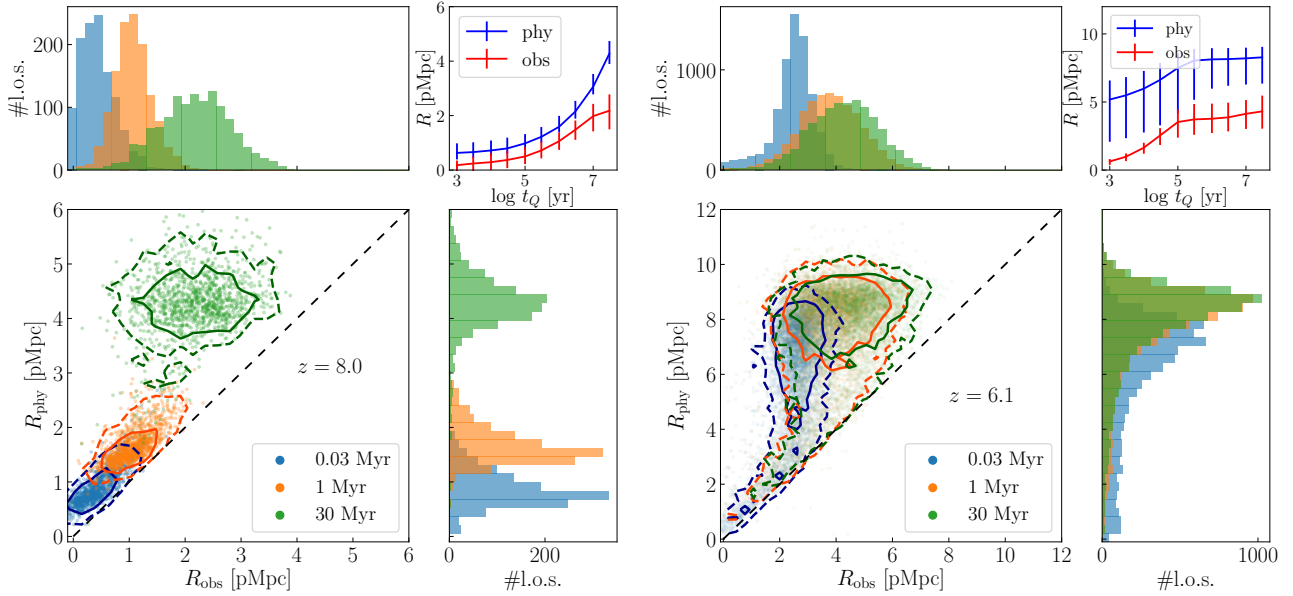 #l.o.s.
200
100
0
R [pMpc]
6
4
2
0
phy
obs
3
5
7
log t_Q [yr]
#l.o.s.
1000
0
R [pMpc]
10
5
0
phy
obs
3
5
7
log t_Q [yr]
R_phy [pMpc]
6
5
4
3
2
1
0
z = 8.0
0.03 Myr
1 Myr
30 Myr
0 1 2 3 4 5 6
R_obs [pMpc]
0 200
#l.o.s.
R_phy [pMpc]
12
10
8
6
4
2
0
z = 6.1
0.03 Myr
1 Myr
30 Myr
0 2 4 6 8 10 12
R_obs [pMpc]
0 1000
#l.o.s.